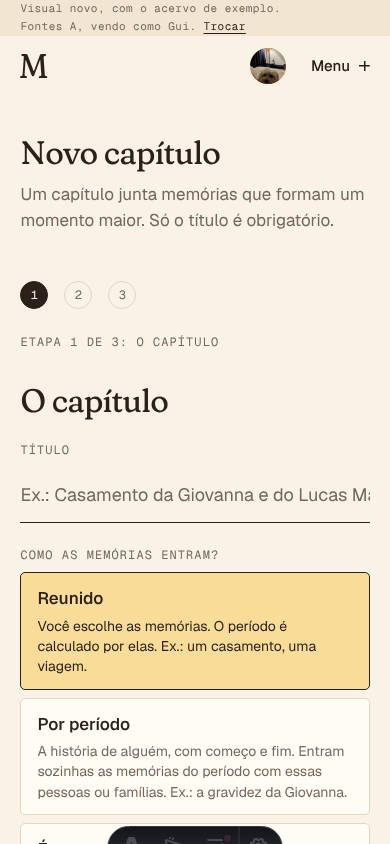 Visual novo, com o acervo de exemplo.
Fontes A, vendo como Gui. Trocar
M
Menu +
Novo capítulo
Um capítulo junta memórias que formam um
momento maior. Só o título é obrigatório.
1 2 3
ETAPA 1 DE 3: O CAPÍTULO
O capítulo
TÍTULO
Ex.: Casamento da Giovanna e do Lucas
COMO AS MEMÓRIAS ENTRAM?
Reunido
Você escolhe as memórias. O período é
calculado por elas. Ex.: um casamento, uma
viagem.
Por período
A história de alguém, com começo e fim. Entram
sozinhas as memórias do período com essas
pessoas ou famílias. Ex.: a gravidez da Giovanna.